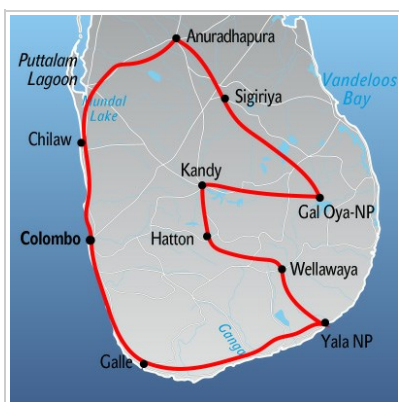 Anuradhapura
Puttalam
Lagoon
Vandeloos
Bay
Mundal
Lake
Sigiriya
Chilaw
Kandy
Gal Oya-NP
Colombo
Hatton
Wellawaya
Ganga
Yala NP
Galle